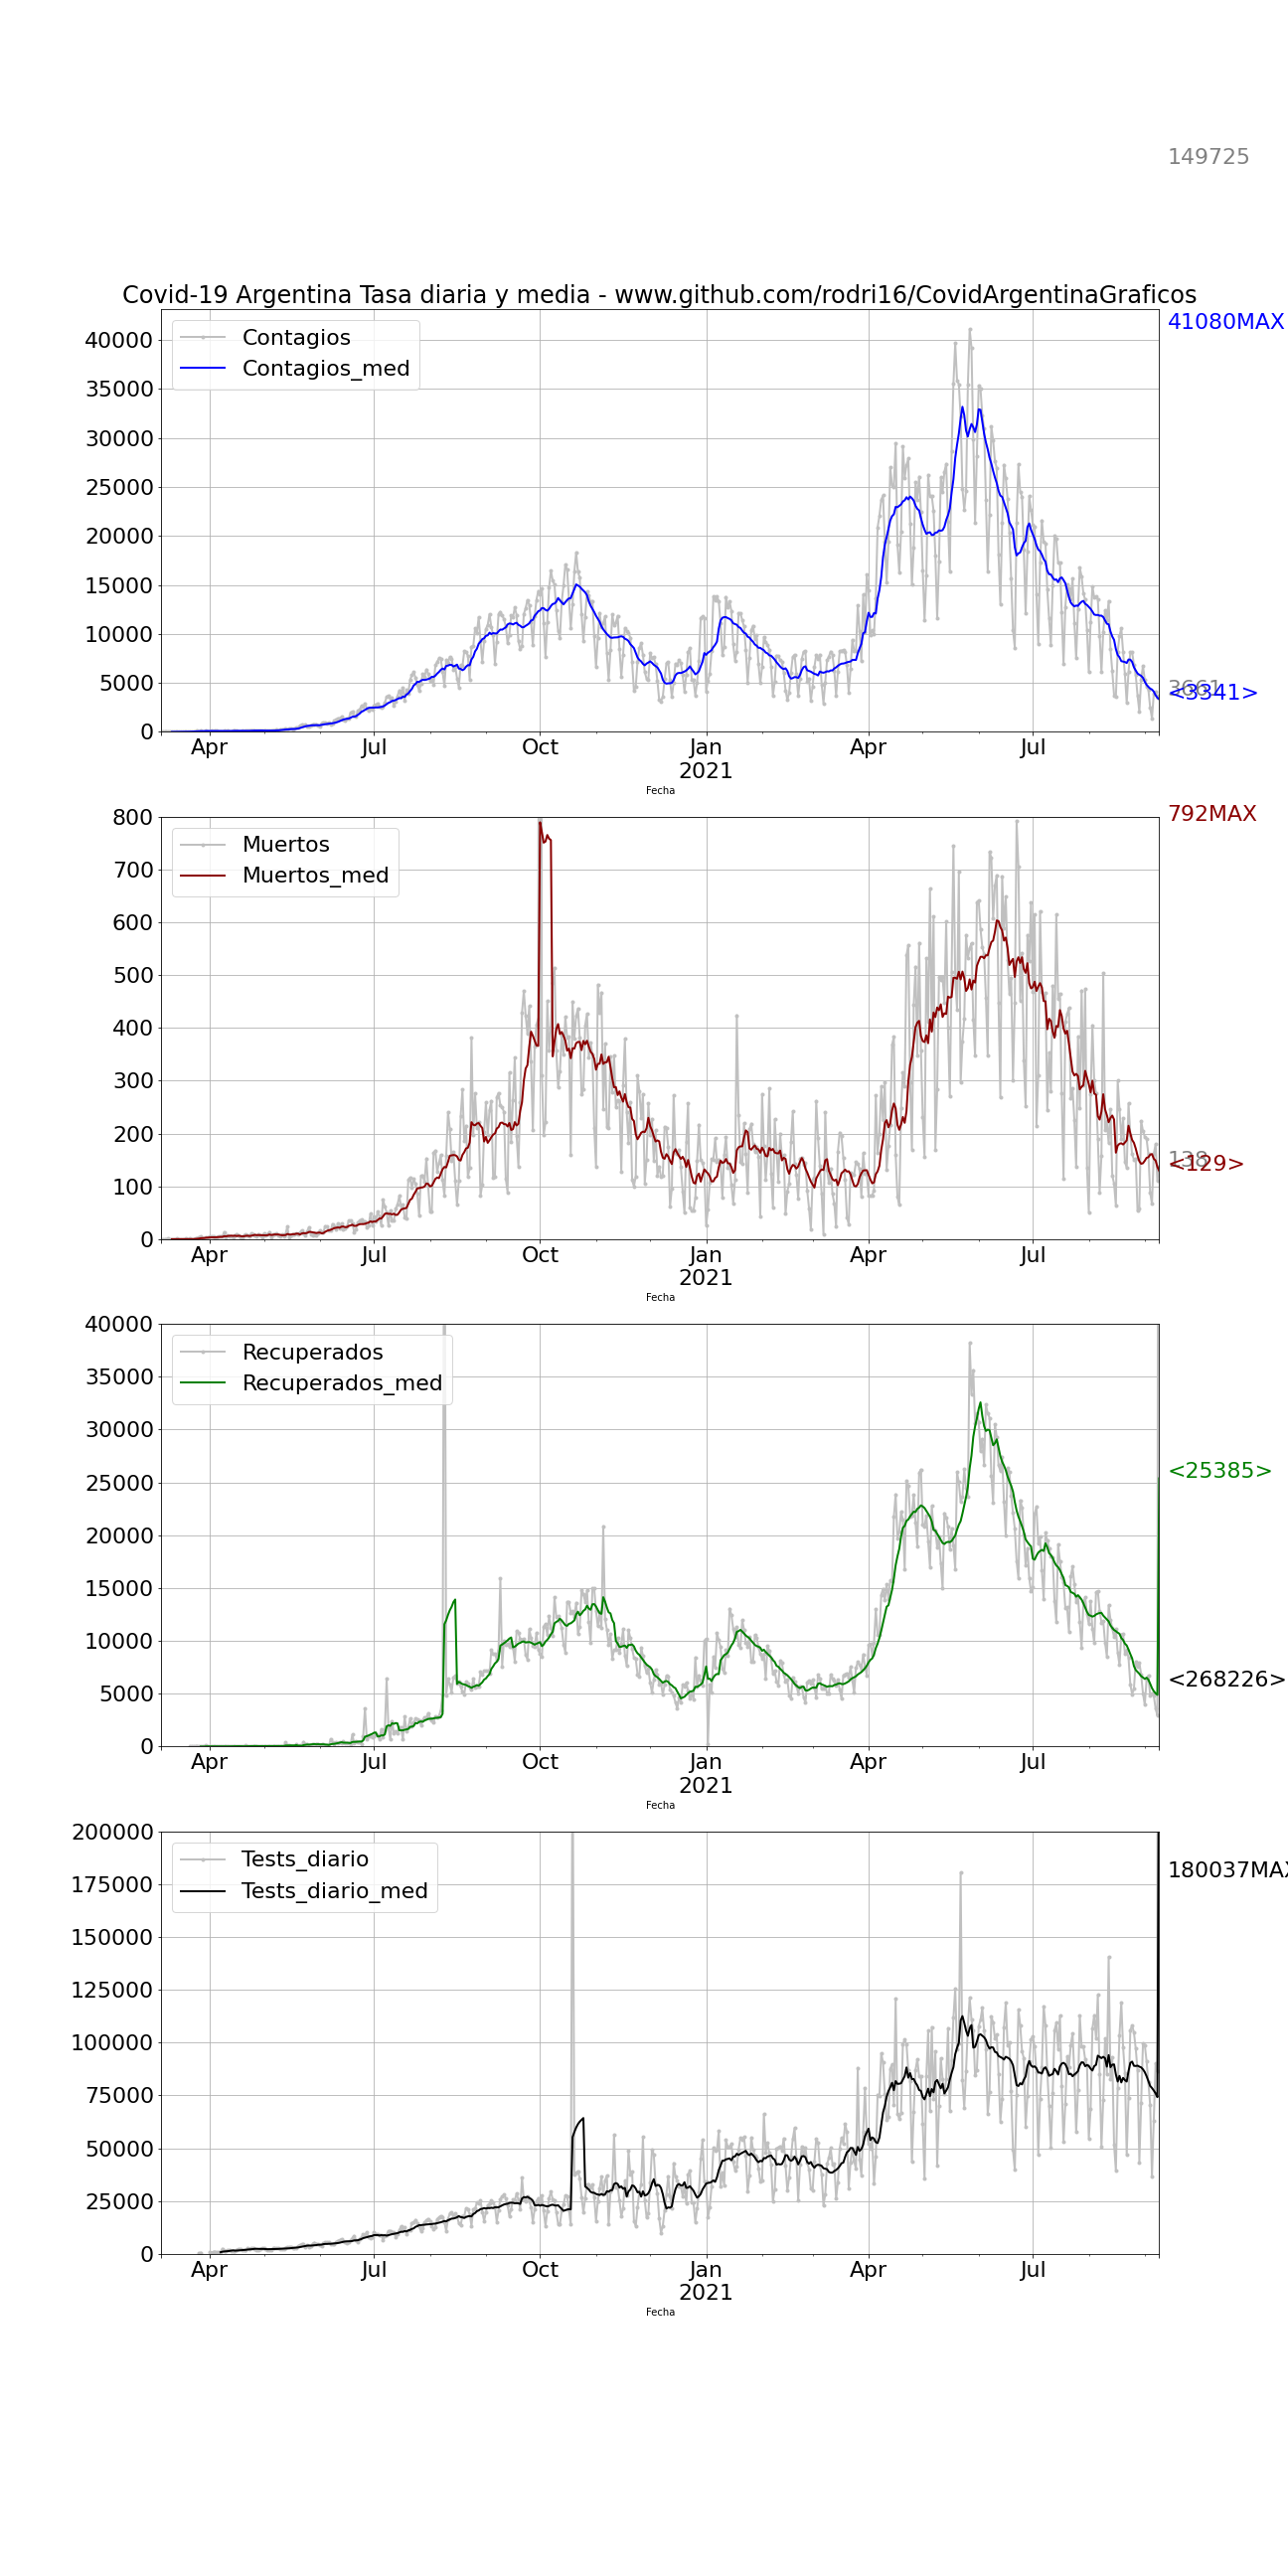 149725
Covid-19 Argentina Tasa diaria y media - www.github.com/rodri16/CovidArgentinaGraficos
41080MAX
Contagios
Contagios_med
40000
35000
30000
25000
20000
15000
10000
5000
0
3661
<3341>
Apr Jul Oct Jan Apr Jul
2021
Fecha
792MAX
Muertos
Muertos_med
800
700
600
500
400
300
200
100
0
138
<129>
Apr Jul Oct Jan Apr Jul
2021
Fecha
Recuperados
Recuperados_med
40000
35000
30000
25000
20000
15000
10000
5000
0
<25385>
<268226>
Apr Jul Oct Jan Apr Jul
2021
Fecha
Tests_diario
Tests_diario_med
200000
175000
150000
125000
100000
75000
50000
25000
0
180037MAX
Apr Jul Oct Jan Apr Jul
2021
Fecha